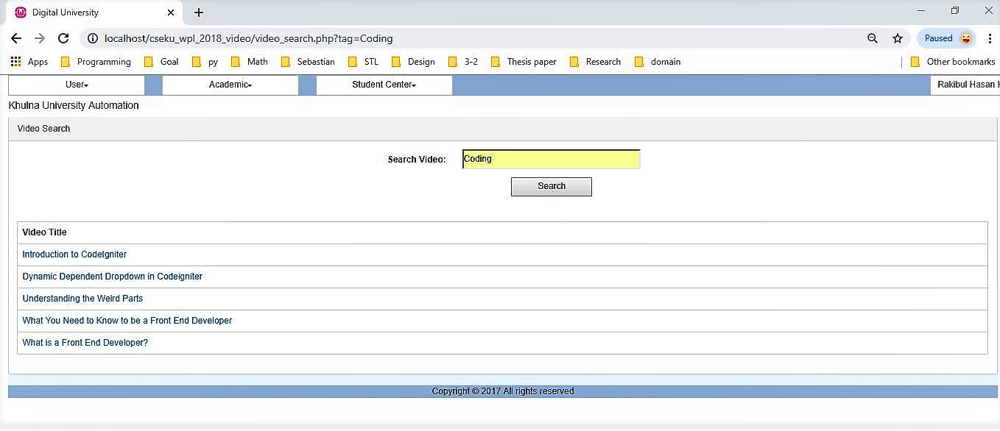 Digital University
localhost/cseku_wpl_2018_video/video_search.php?tag=Coding Paused
Apps Programming Goal py Math Sebastian STL Design 3-2 Thesis paper Research domain Other bookmarks
User Academic Student Center Rakibul Hasan
Khulna University Automation
Video Search
Search Video: Coding
Search
Video Title
Introduction to CodeIgniter
Dynamic Dependent Dropdown in Codeigniter
Understanding the Weird Parts
What You Need to Know to be a Front End Developer
What is a Front End Developer?
Copyright © 2017 All rights reserved